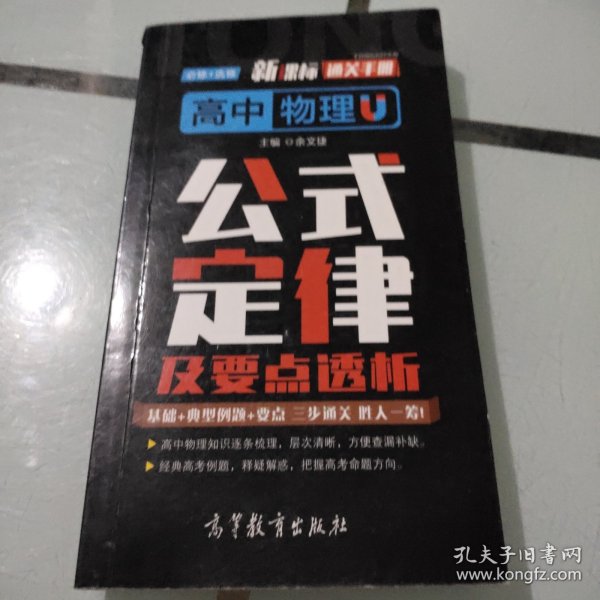 必修+选修 新课标 通关手册
高中 物理
主编 余文捷
公式
定律
及要点透析
基础+典型例题+要点 三步通关 胜人一筹!
高中物理知识逐条梳理，层次清晰，方便查漏补缺。
经典高考例题，释疑解惑，把握高考命题方向。
高等教育出版社
孔夫子旧书网
www.kongfz.com